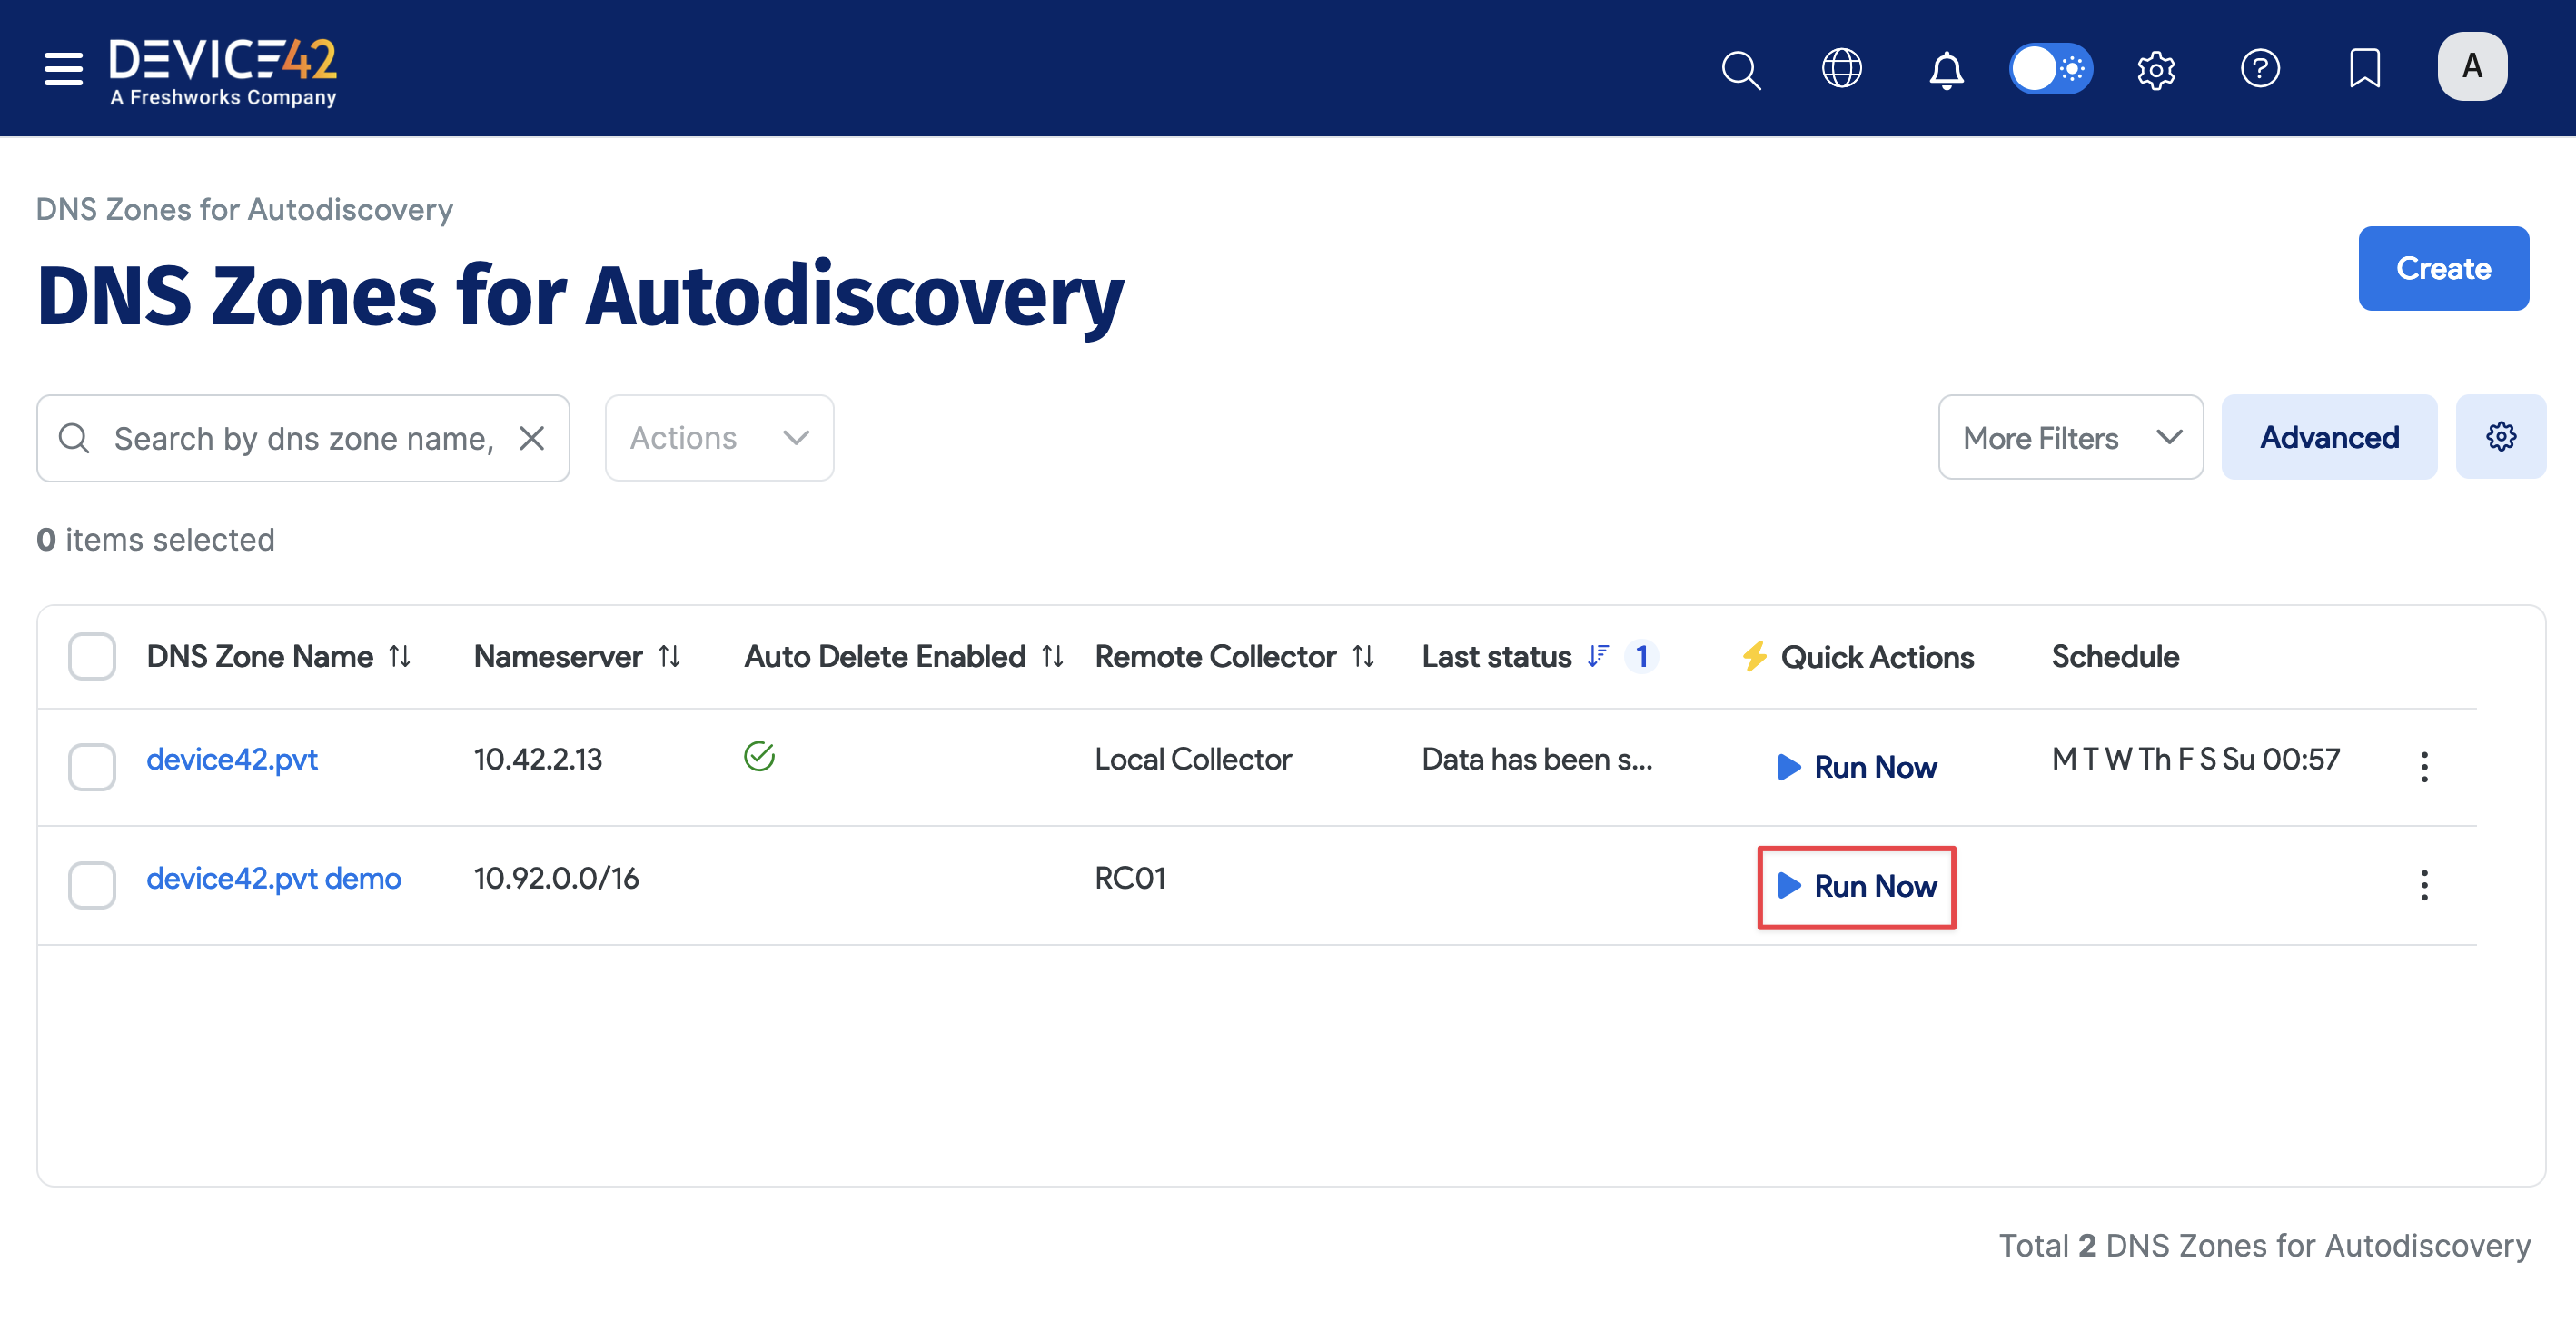 DEVICE42
A Freshworks Company
A
DNS Zones for Autodiscovery
DNS Zones for Autodiscovery
Create
Search by dns zone name,
Actions
More Filters
Advanced
0 items selected
DNS Zone Name Nameserver Auto Delete Enabled Remote Collector Last status 1 Quick Actions Schedule
device42.pvt 10.42.2.13 Local Collector Data has been s... Run Now M T W Th F S Su 00:57
device42.pvt demo 10.92.0.0/16 RC01 Run Now
Total 2 DNS Zones for Autodiscovery